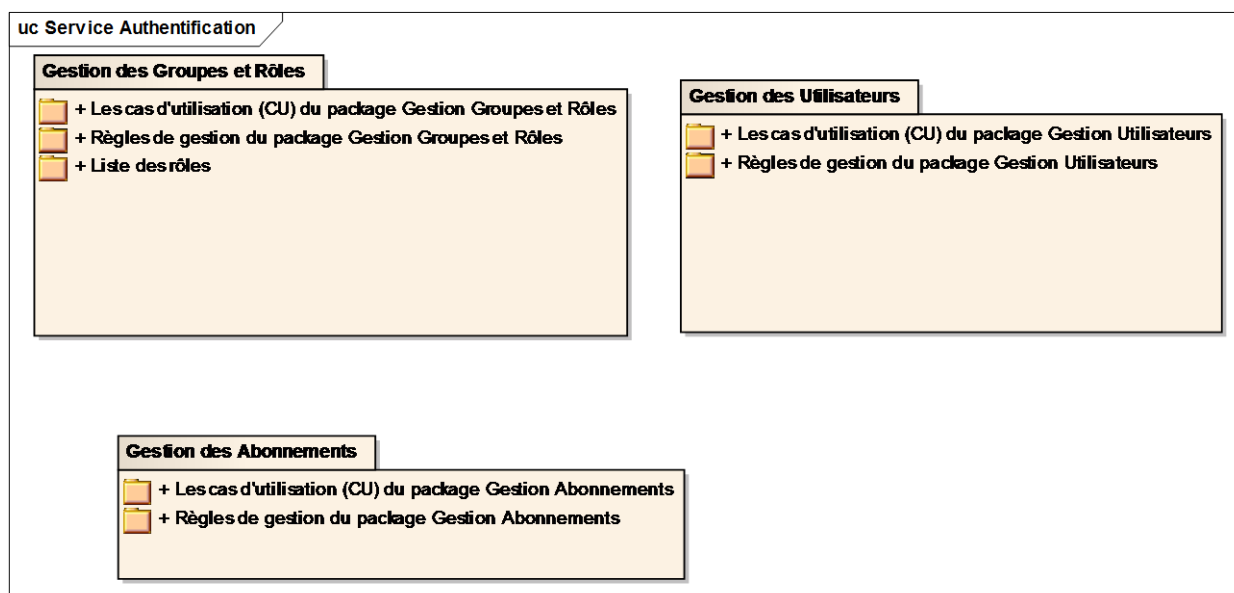 uc Service Authentification
Gestion des Groupes et Rôles
+ Les cas d'utilisation (CU) du package Gestion Groupes et Rôles
+ Règles de gestion du package Gestion Groupes et Rôles
+ Liste des rôles
Gestion des Utilisateurs
+ Les cas d'utilisation (CU) du package Gestion Utilisateurs
+ Règles de gestion du package Gestion Utilisateurs
Gestion des Abonnements
+ Les cas d'utilisation (CU) du package Gestion Abonnements
+ Règles de gestion du package Gestion Abonnements